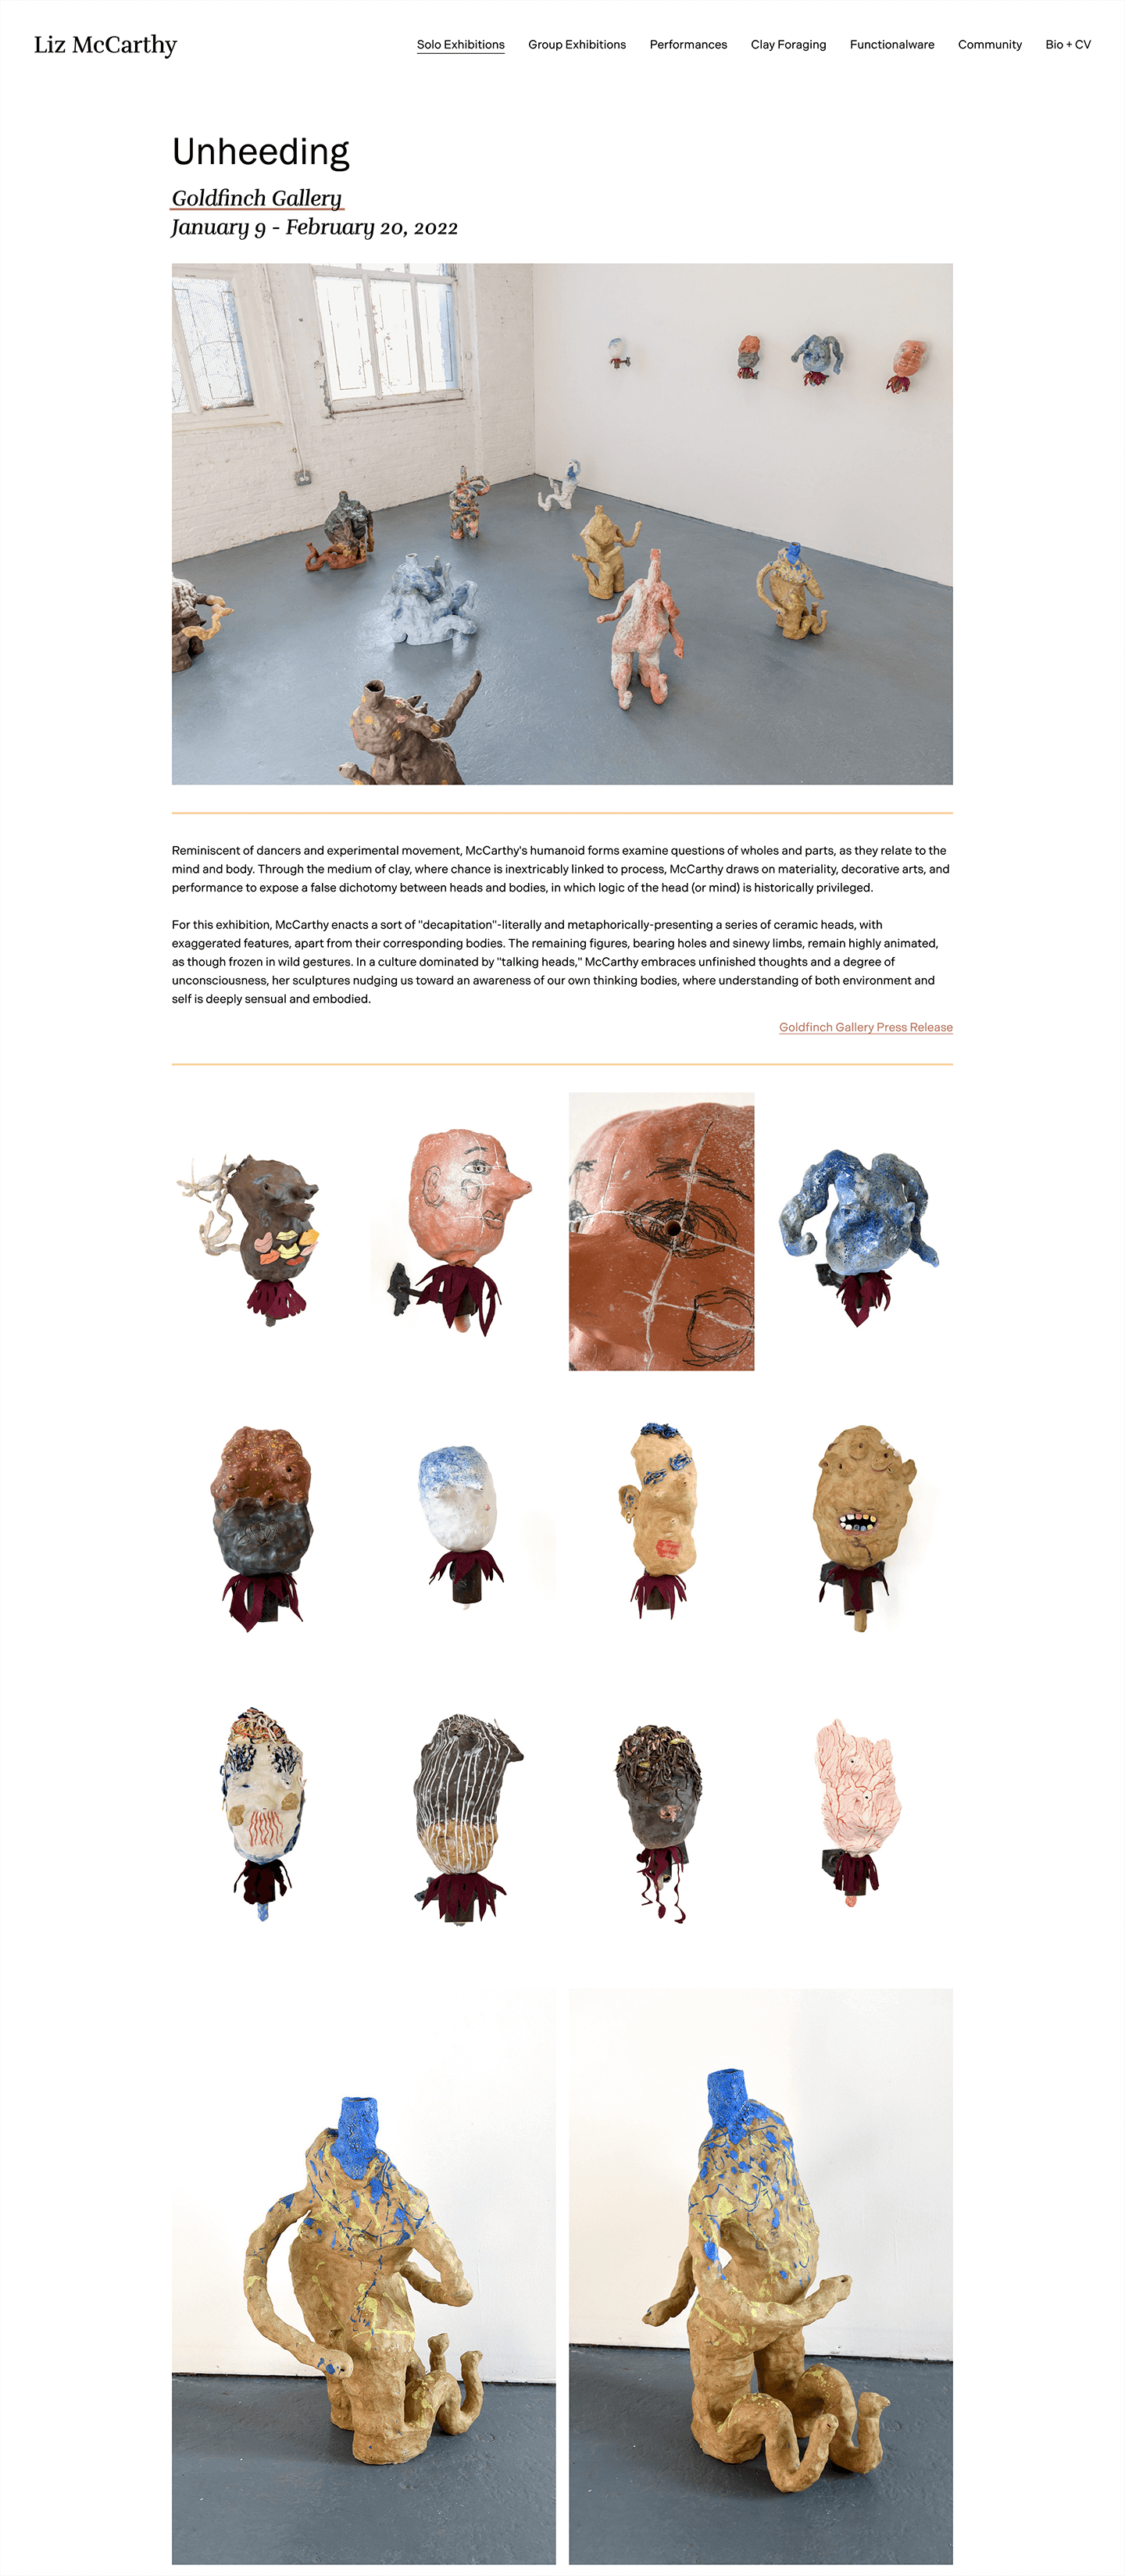 Liz McCarthy
Solo Exhibitions
Group Exhibitions
Performances
Clay Foraging
Functionalware
Community
Bio + CV
Unheeding
Goldfinch Gallery
January 9 - February 20, 2022
Reminiscent of dancers and experimental movement, McCarthy's humanoid forms examine questions of wholes and parts, as they relate to the
mind and body. Through the medium of clay, where chance is inextricably linked to process, McCarthy draws on materiality, decorative arts, and
performance to expose a false dichotomy between heads and bodies, in which logic of the head (or mind) is historically privileged.
For this exhibition, McCarthy enacts a sort of "decapitation"-literally and metaphorically-presenting a series of ceramic heads, with
exaggerated features, apart from their corresponding bodies. The remaining figures, bearing holes and sinewy limbs, remain highly animated,
as though frozen in wild gestures. In a culture dominated by "talking heads," McCarthy embraces unfinished thoughts and a degree of
unconsciousness, her sculptures nudging us toward an awareness of our own thinking bodies, where understanding of both environment and
self is deeply sensual and embodied.
Goldfinch Gallery Press Release